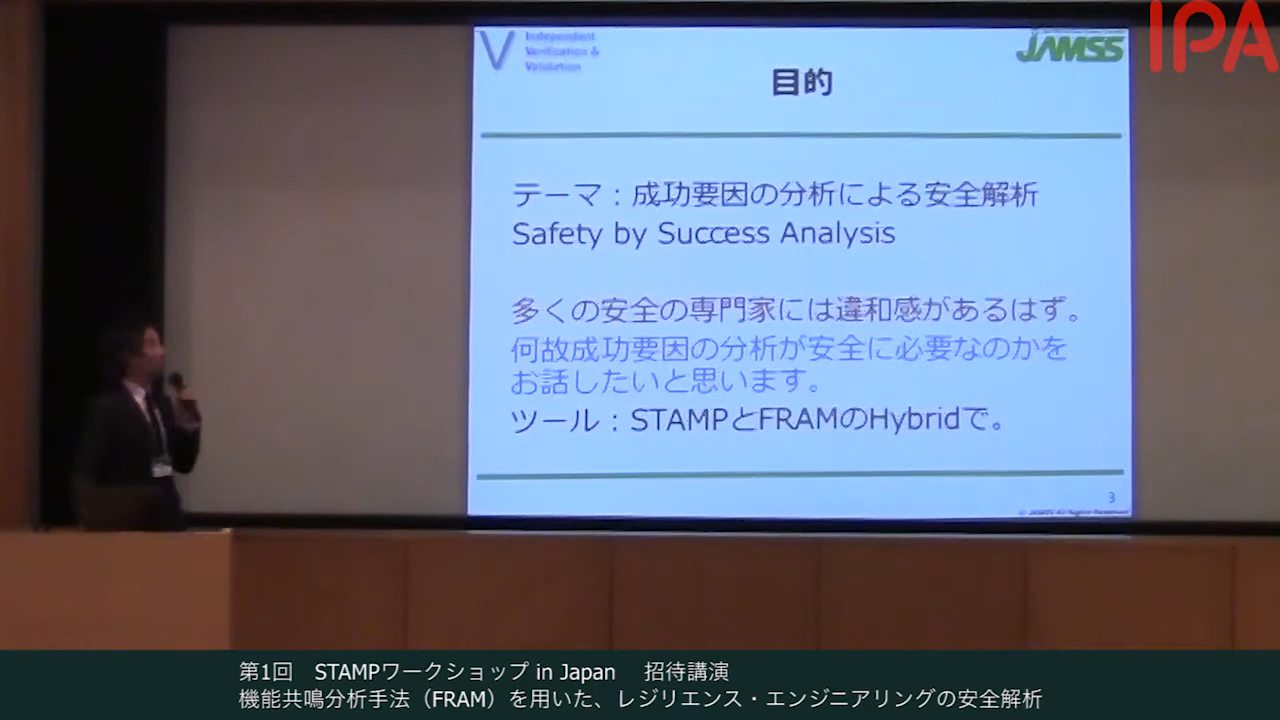 IPA
Independent
Verification &
Validation
JAMSS
目的
テーマ：成功要因の分析による安全解析
Safety by Success Analysis
多くの安全の専門家には違和感があるはず。
何故成功要因の分析が安全に必要なのかを
お話したいと思います。
ツール：STAMPとFRAMのHybridで。
3
© JAMSS All Rights Reserved
第1回　STAMPワークショップ in Japan　招待講演
機能共鳴分析手法（FRAM）を用いた、レジリエンス・エンジニアリングの安全解析